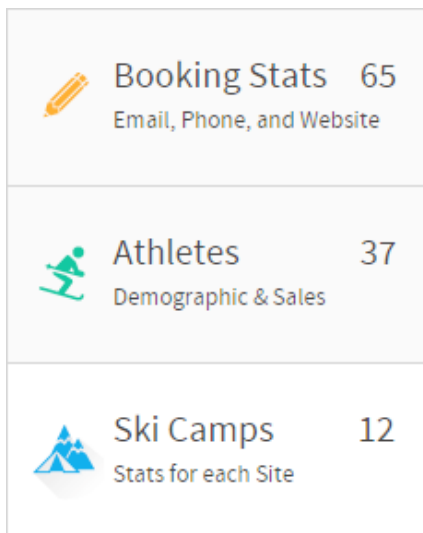 Booking Stats 65
Email, Phone, and Website
Athletes 37
Demographic & Sales
Ski Camps 12
Stats for each Site